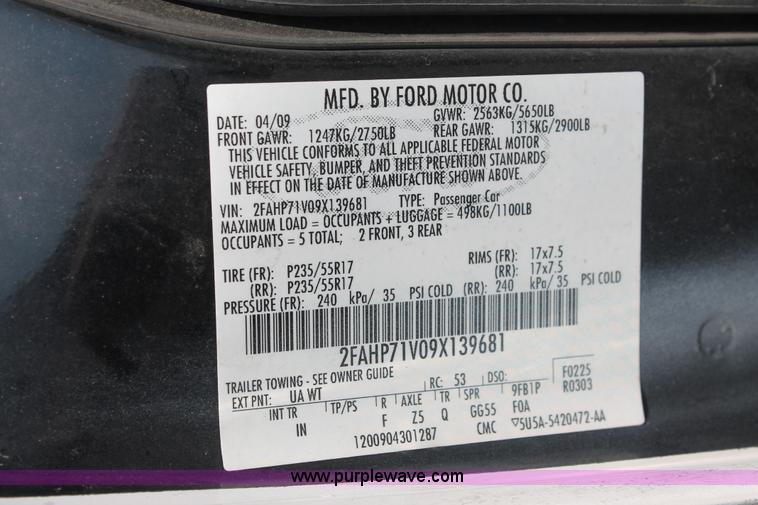 MFD. BY FORD MOTOR CO.
DATE: 04/09 GVWR: 2563KG/5650LB
FRONT GAWR: 1247KG/2750LB REAR GAWR: 1315KG/2900LB
THIS VEHICLE CONFORMS TO ALL APPLICABLE FEDERAL MOTOR
VEHICLE SAFETY, BUMPER, AND THEFT PREVENTION STANDARDS
IN EFFECT ON THE DATE OF MANUFACTURE SHOWN ABOVE.
VIN: 2FAHP71V09X139681 TYPE: Passenger Car
MAXIMUM LOAD = OCCUPANTS + LUGGAGE = 498KG/1100LB
OCCUPANTS = 5 TOTAL; 2 FRONT, 3 REAR
TIRE (FR): P235/55R17 RIMS (FR): 17x7.5
(RR): P235/55R17 (RR): 17x7.5
PRESSURE (FR): 240 kPa/ 35 PSI COLD (RR): 240 kPa/ 35 PSI COLD
2FAHP71V09X139681
TRAILER TOWING - SEE OWNER GUIDE
EXT PNT: UA WT RC: 53 DSO: F0225
INT TR TP/PS R AXLE TR SPR 9FB1P R0303
IN F Z5 Q GG55 F0A
1200904301287 CMC ▽5U5A-5420472-AA
www.purplewave.com